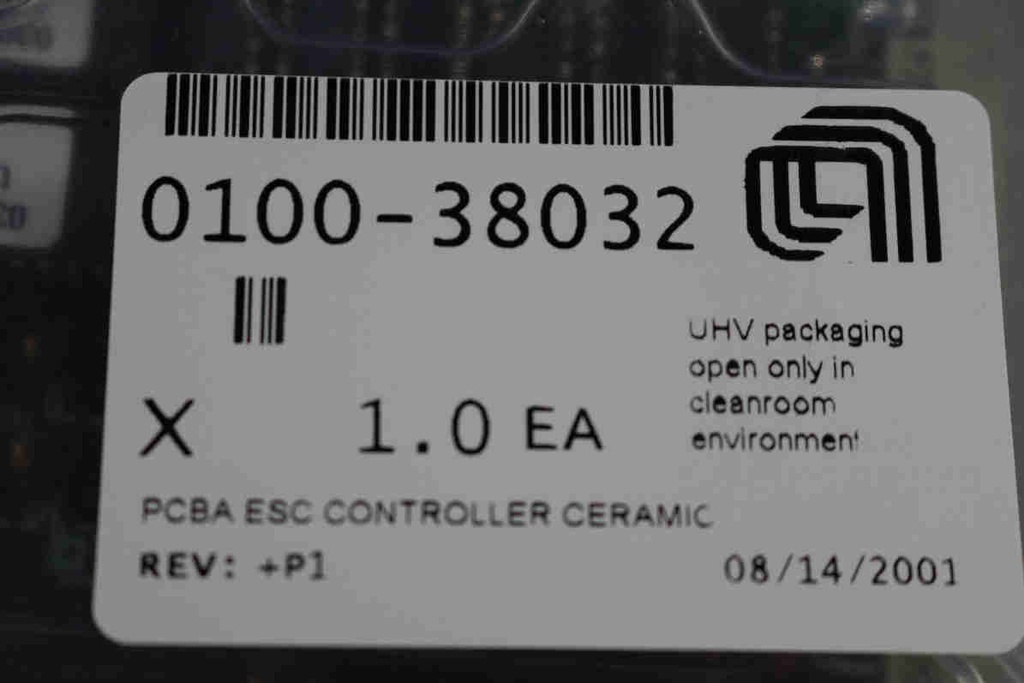 0100-38032
UHV packaging
open only in
cleanroom
environment
X 1.0 EA
PCBA ESC CONTROLLER CERAMIC
REV: +P1
08/14/2001